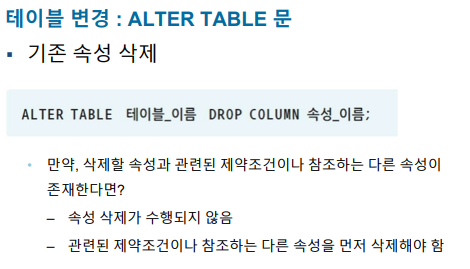 테이블 변경 : ALTER TABLE 문
▪ 기존 속성 삭제
ALTER TABLE 테이블_이름 DROP COLUMN 속성_이름;
• 만약, 삭제할 속성과 관련된 제약조건이나 참조하는 다른 속성이
존재한다면?
– 속성 삭제가 수행되지 않음
– 관련된 제약조건이나 참조하는 다른 속성을 먼저 삭제해야 함